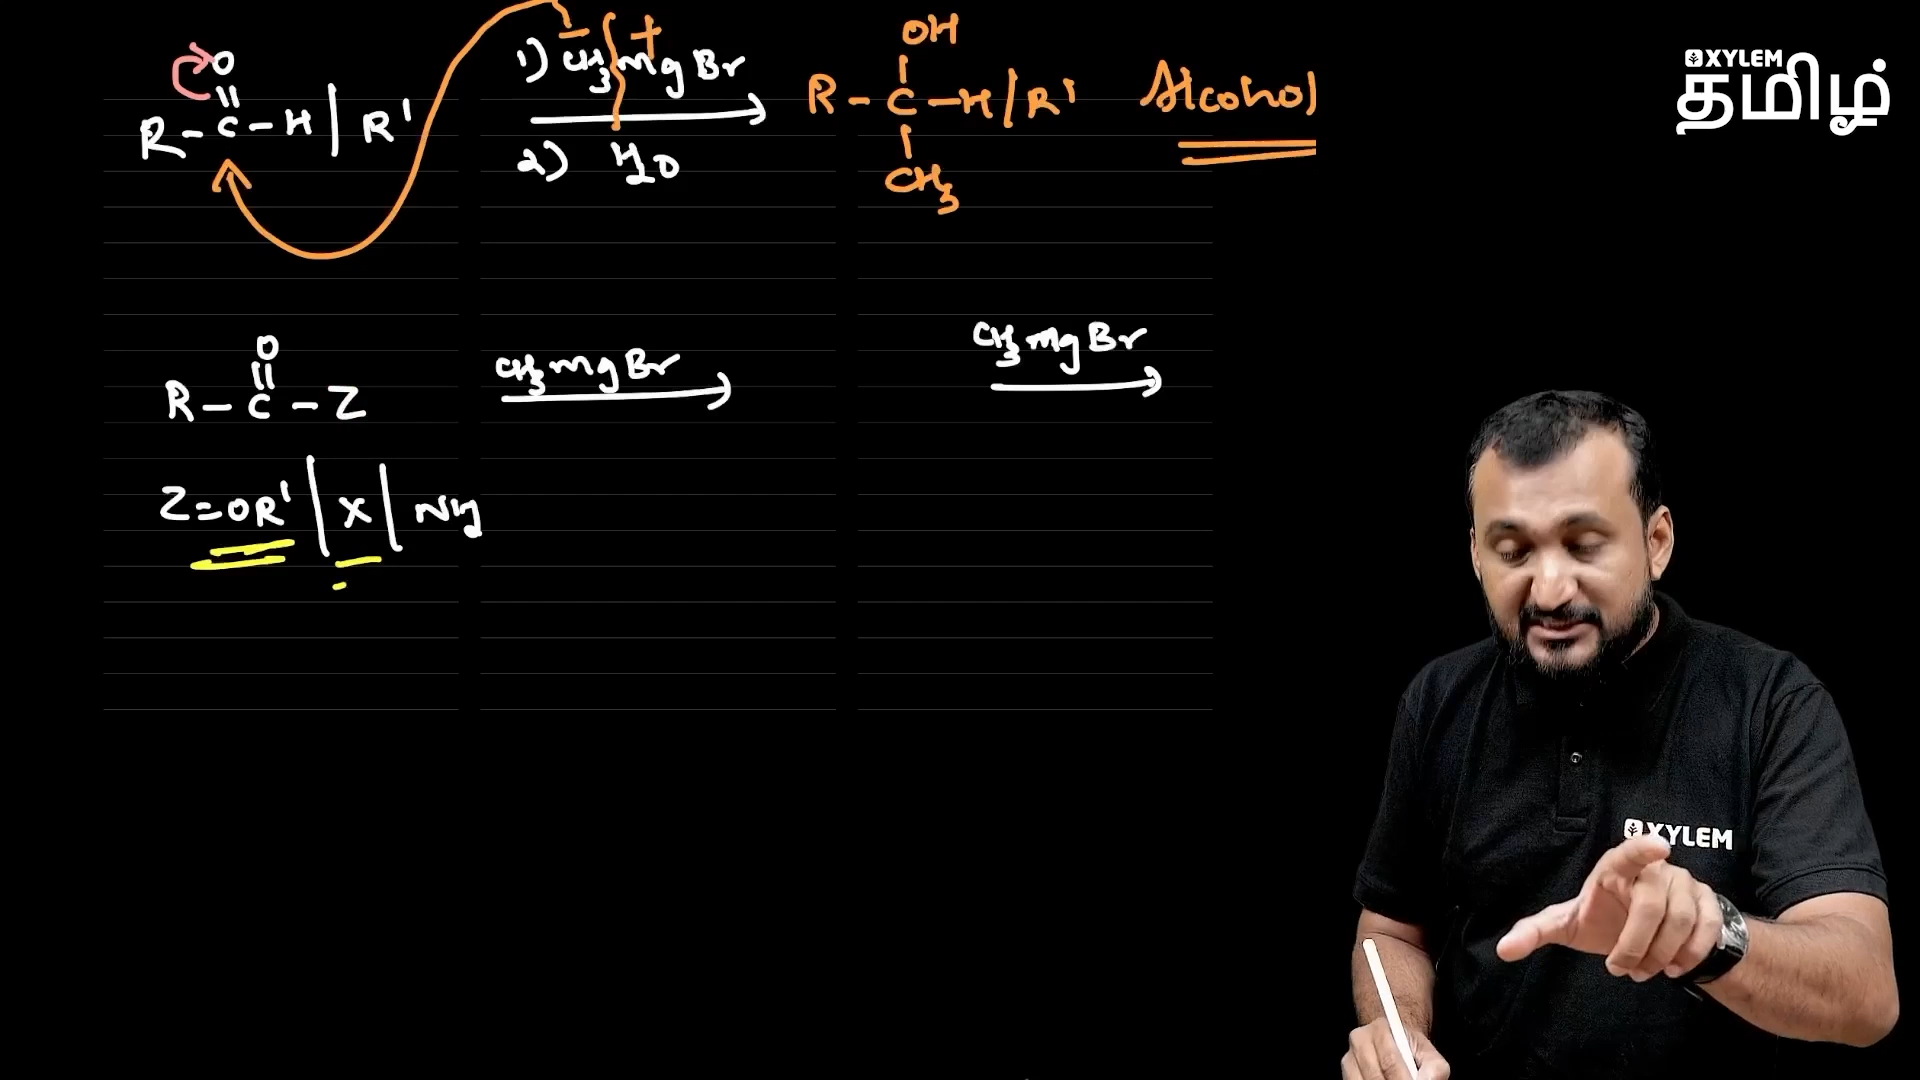 O
||
R - C - H | R'
1) CH3MgBr
2) H2O
- +
OH
|
R - C - H | R'
|
CH3
Alcohol
XYLEM
தமிழ்
O
||
R - C - Z
CH3MgBr
CH3MgBr
Z = OR' | X | NH2
XYLEM